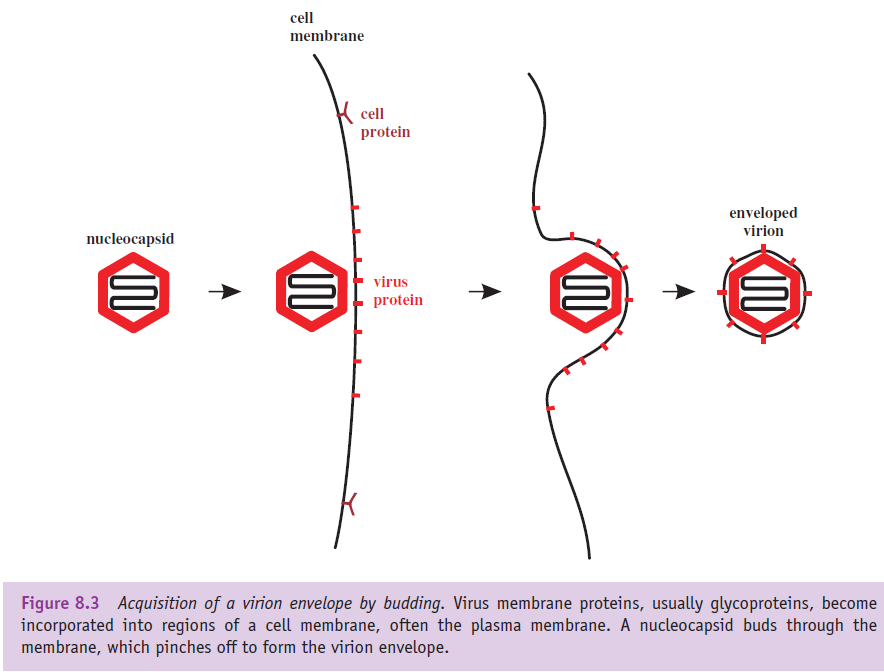 cell
membrane
cell
protein
nucleocapsid
virus
protein
enveloped
virion
Figure 8.3 Acquisition of a virion envelope by budding. Virus membrane proteins, usually glycoproteins, become
incorporated into regions of a cell membrane, often the plasma membrane. A nucleocapsid buds through the
membrane, which pinches off to form the virion envelope.